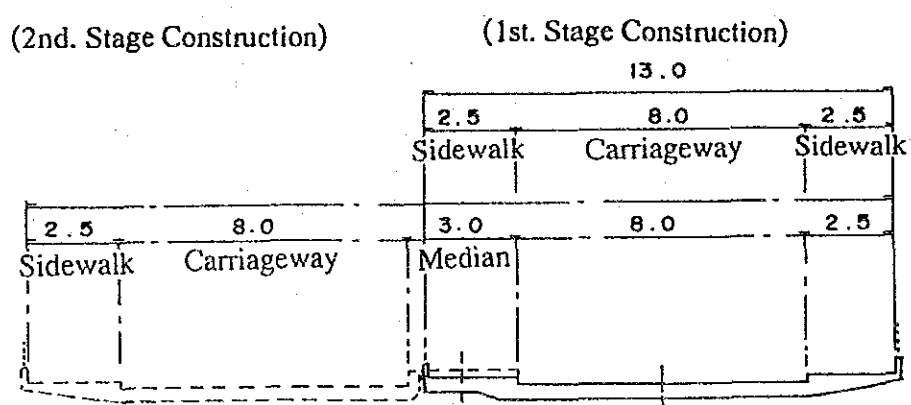 (2nd. Stage Construction) (1st. Stage Construction)
13.0
2.5 8.0 2.5
Sidewalk Carriageway Sidewalk
2.5 8.0 3.0 8.0 2.5
Sidewalk Carriageway Median